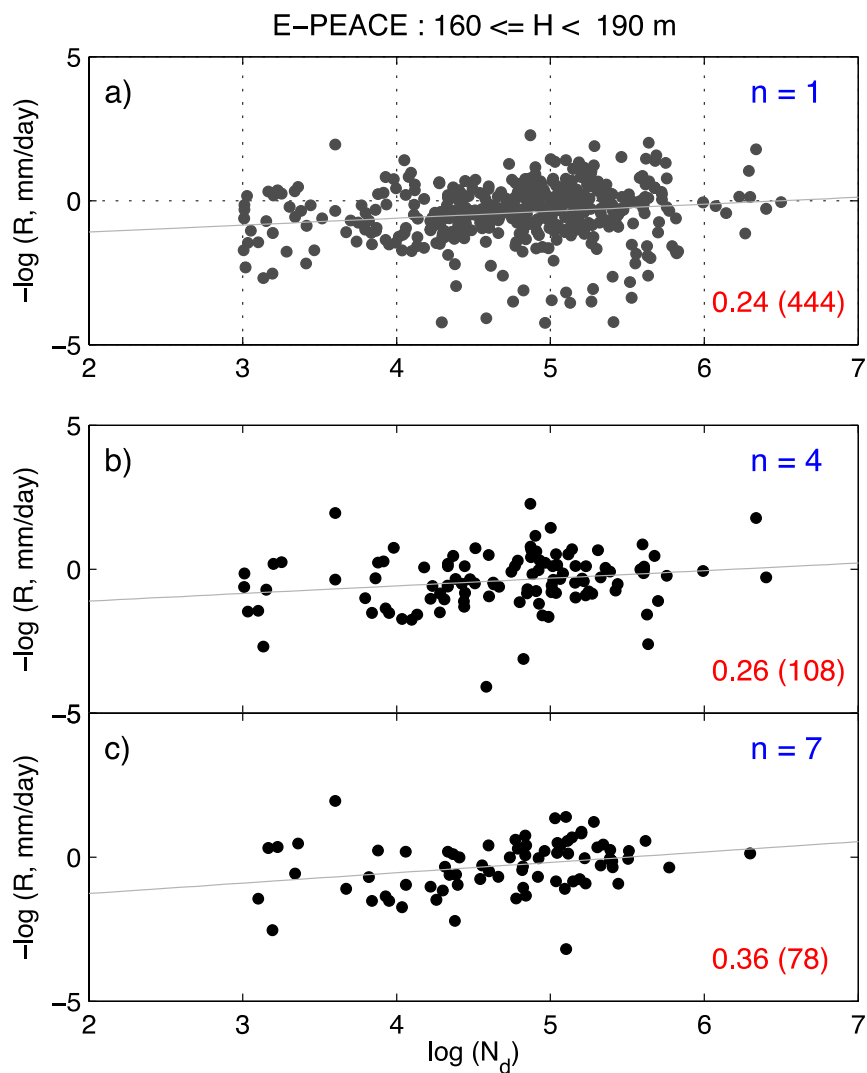 E−PEACE : 160 <= H < 190 m
5
a)
n = 1
−log (R, mm/day)
0
0.24 (444)
−5
2 3 4 5 6 7
5
b)
n = 4
−log (R, mm/day)
0
0.26 (108)
−5
c)
n = 7
−log (R, mm/day)
0
0.36 (78)
−5
2 3 4 5 6 7
log (N_d)